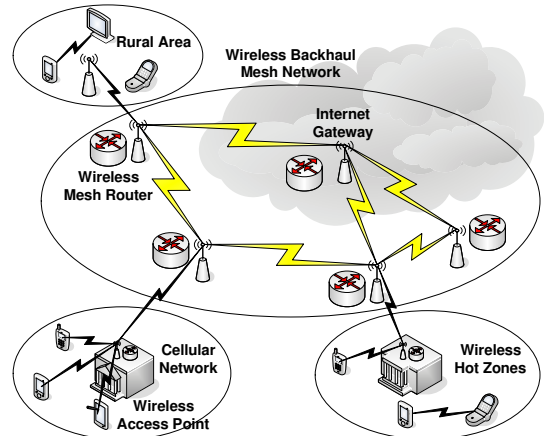 Rural Area
Wireless Backhaul
Mesh Network
Internet
Gateway
Wireless
Mesh Router
Cellular
Network
Wireless
Access Point
Wireless
Hot Zones